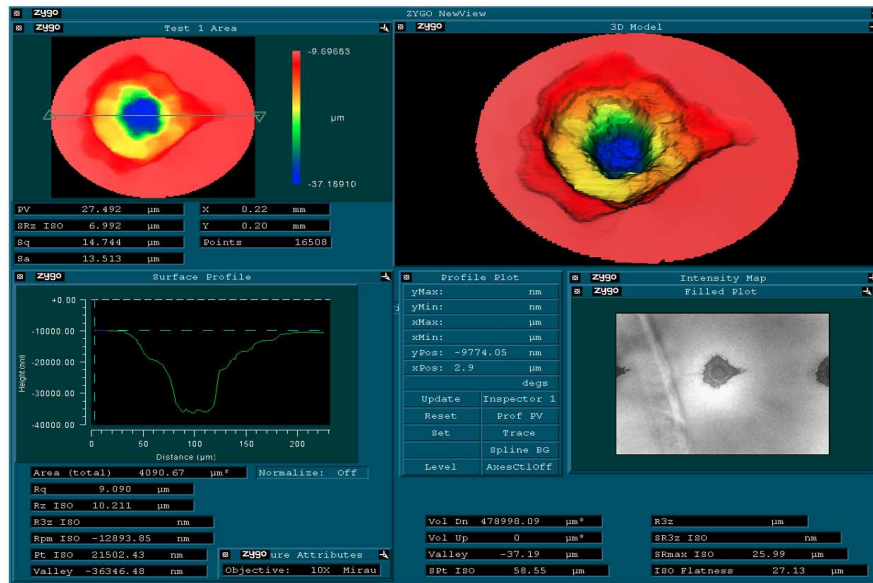 ZYGO NewView
zygo Test 1 Area
-9.69683
µm
-37.18910
PV 27.492 µm
SRz ISO 6.992 µm
Sq 14.744 µm
Sa 13.513 µm
X 0.22 mm
Y 0.20 mm
Points 16508
zygo 3D Model
zygo Surface Profile
+0.00
-10000.00
-20000.00
-30000.00
-40000.00
Height (nm)
0 50 100 150 200
Distance (µm)
Area (total) 4090.67 µm²
Normalize: Off
Rq 9.090 µm
Rz ISO 10.211 µm
R3z ISO nm
Rpm ISO -12893.85 nm
Pt ISO 21502.43 nm
Valley -36346.48 nm
zygo ure Attributes
Objective: 10X Mirau
Profile Plot
yMax: nm
yMin: nm
xMax: µm
xMin: µm
yPos: -9774.05 nm
xPos: 2.9 µm
degs
Update Inspector 1
Reset Prof PV
Set Trace
Spline BG
Level AxesCtlOff
zygo Intensity Map
zygo Filled Plot
Vol Dn 478998.09 µm³
Vol Up 0 µm³
Valley -37.19 µm
SPt ISO 58.55 µm
R3z µm
SR3z ISO nm
SRmax ISO 25.99 µm
ISO Flatness 27.13 µm